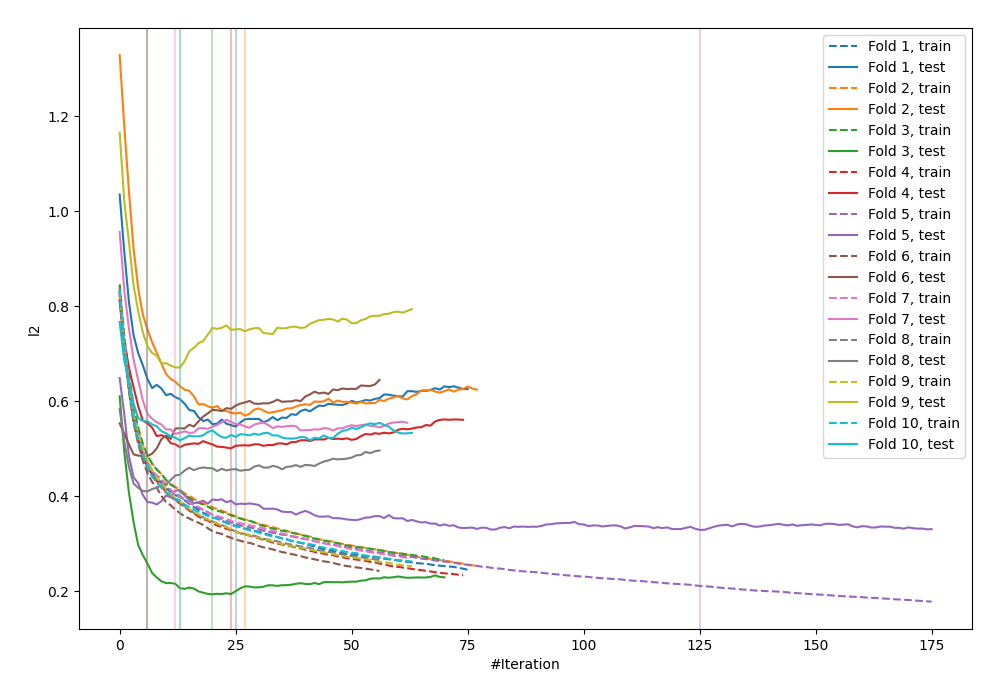 1.2
1.0
0.8
0.6
0.4
0.2
l2
0
25
50
75
100
125
150
175
#Iteration
Fold 1, train
Fold 1, test
Fold 2, train
Fold 2, test
Fold 3, train
Fold 3, test
Fold 4, train
Fold 4, test
Fold 5, train
Fold 5, test
Fold 6, train
Fold 6, test
Fold 7, train
Fold 7, test
Fold 8, train
Fold 8, test
Fold 9, train
Fold 9, test
Fold 10, train
Fold 10, test